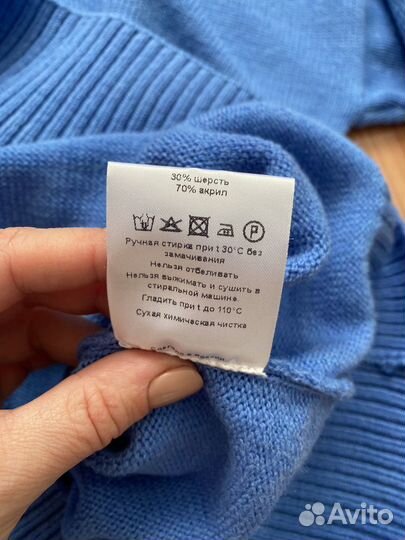 30% шерсть
70% акрил
P
Ручная стирка при t 30°C без
замачивания
Нельзя отбеливать
Нельзя выжимать и сушить в
стиральной машине
Гладить при t до 110°C
Сухая химическая чистка
Avito